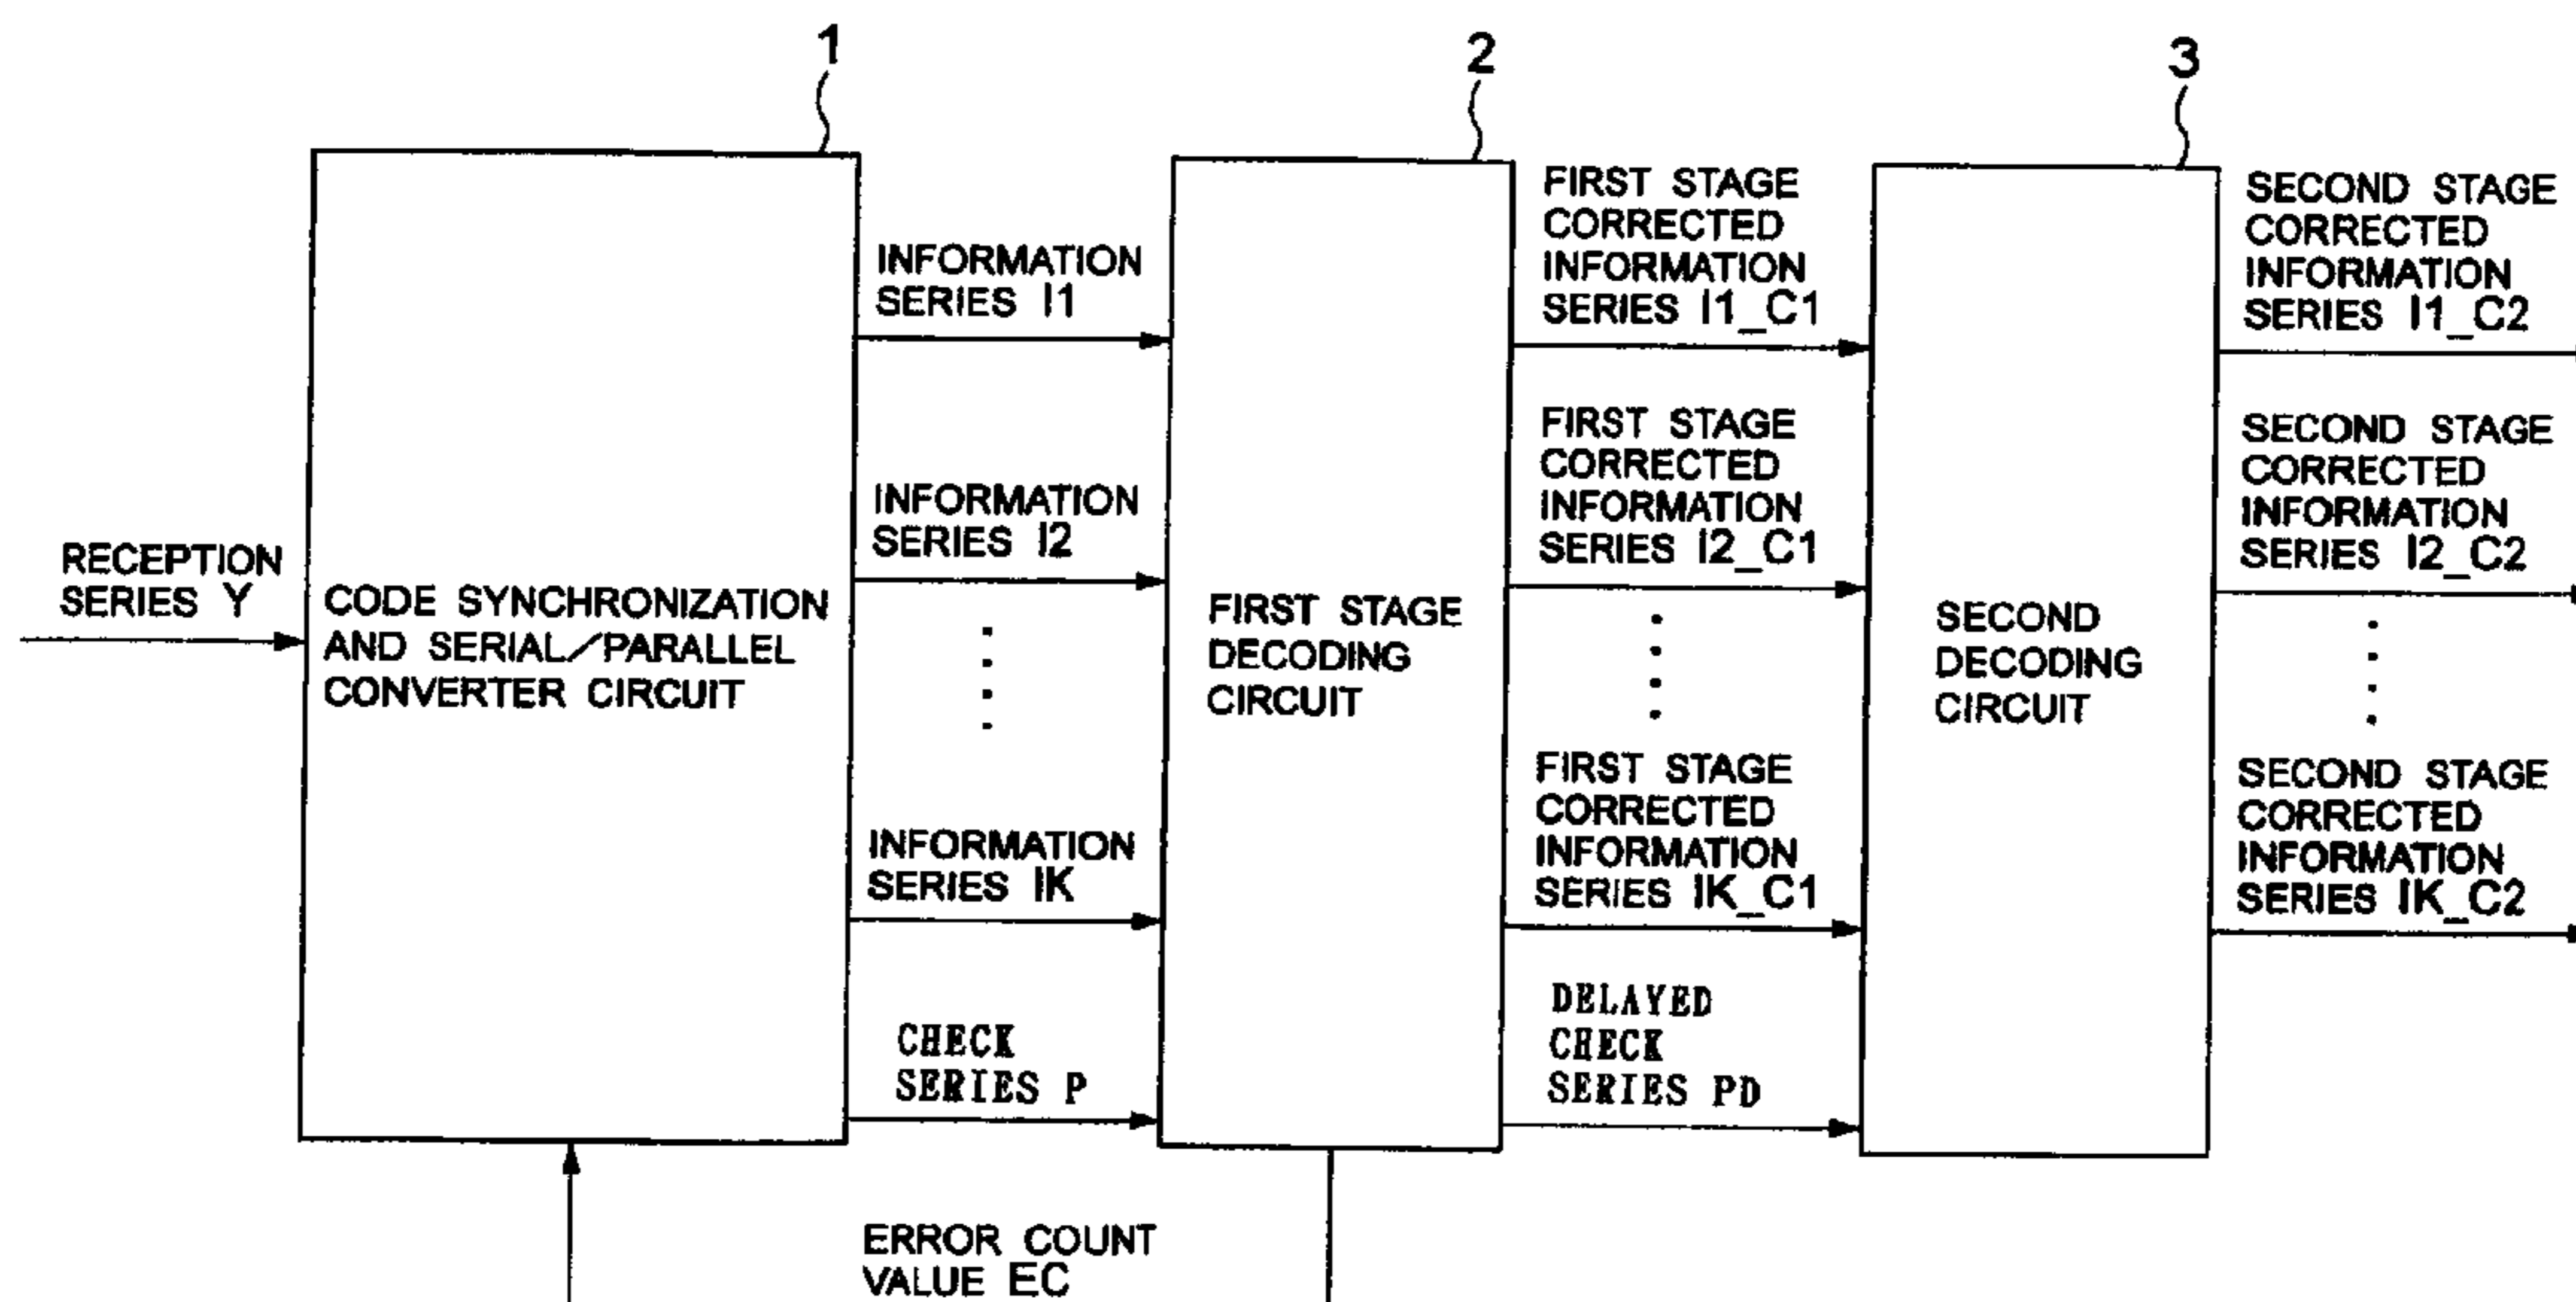 1
2
3
RECEPTION
SERIES Y
CODE SYNCHRONIZATION
AND SERIAL/PARALLEL
CONVERTER CIRCUIT
INFORMATION
SERIES I1
INFORMATION
SERIES I2
INFORMATION
SERIES IK
CHECK
SERIES P
FIRST STAGE
DECODING
CIRCUIT
FIRST STAGE
CORRECTED
INFORMATION
SERIES I1_C1
FIRST STAGE
CORRECTED
INFORMATION
SERIES I2_C1
FIRST STAGE
CORRECTED
INFORMATION
SERIES IK_C1
DELAYED
CHECK
SERIES PD
SECOND
DECODING
CIRCUIT
SECOND STAGE
CORRECTED
INFORMATION
SERIES I1_C2
SECOND STAGE
CORRECTED
INFORMATION
SERIES I2_C2
SECOND STAGE
CORRECTED
INFORMATION
SERIES IK_C2
ERROR COUNT
VALUE EC